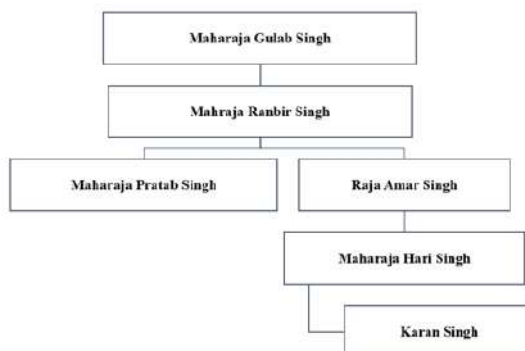 Maharaja Gulab Singh
Mahraja Ranbir Singh
Maharaja Pratab Singh
Raja Amar Singh
Maharaja Hari Singh
Karan Singh